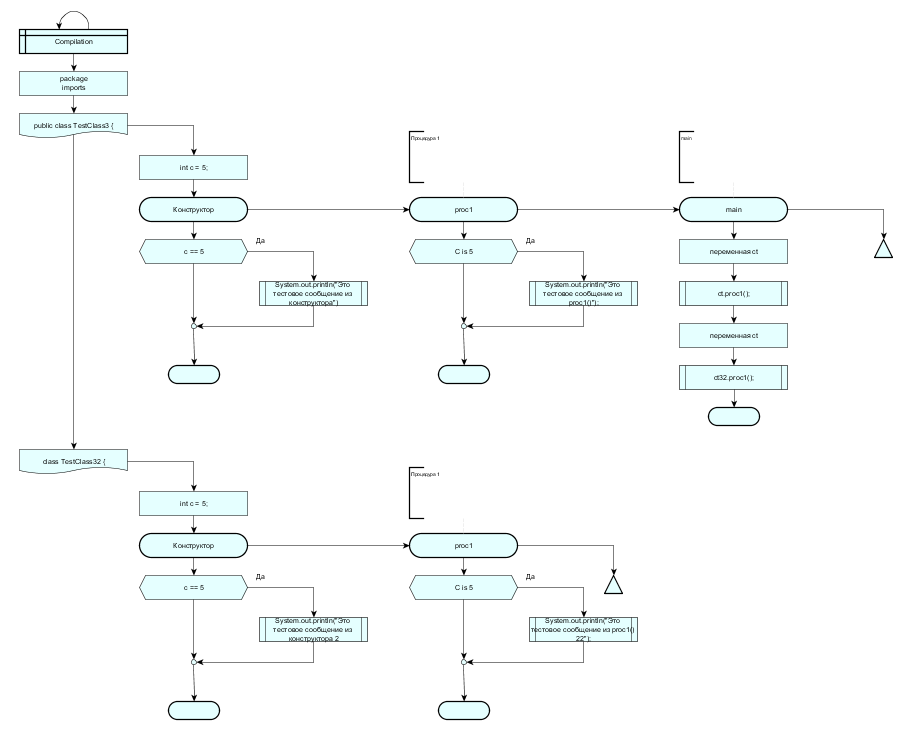 Compilation
package
imports
public class TestClass3 {
int c = 5;
Процедура 1
main
Конструктор
proc1
main
c == 5
Да
C is 5
Да
переменная ct
System.out.println("Это
тестовое сообщение из
конструктора")
System.out.println("Это
тестовое сообщение из
proc1()");
ct.proc1();
переменная ct
ct32.proc1();
class TestClass32 {
Процедура 1
int c = 5;
Конструктор
proc1
c == 5
Да
C is 5
Да
System.out.println("Это
тестовое сообщение из
конструктора 2
System.out.println("Это
тестовое сообщение из proc1()
22");